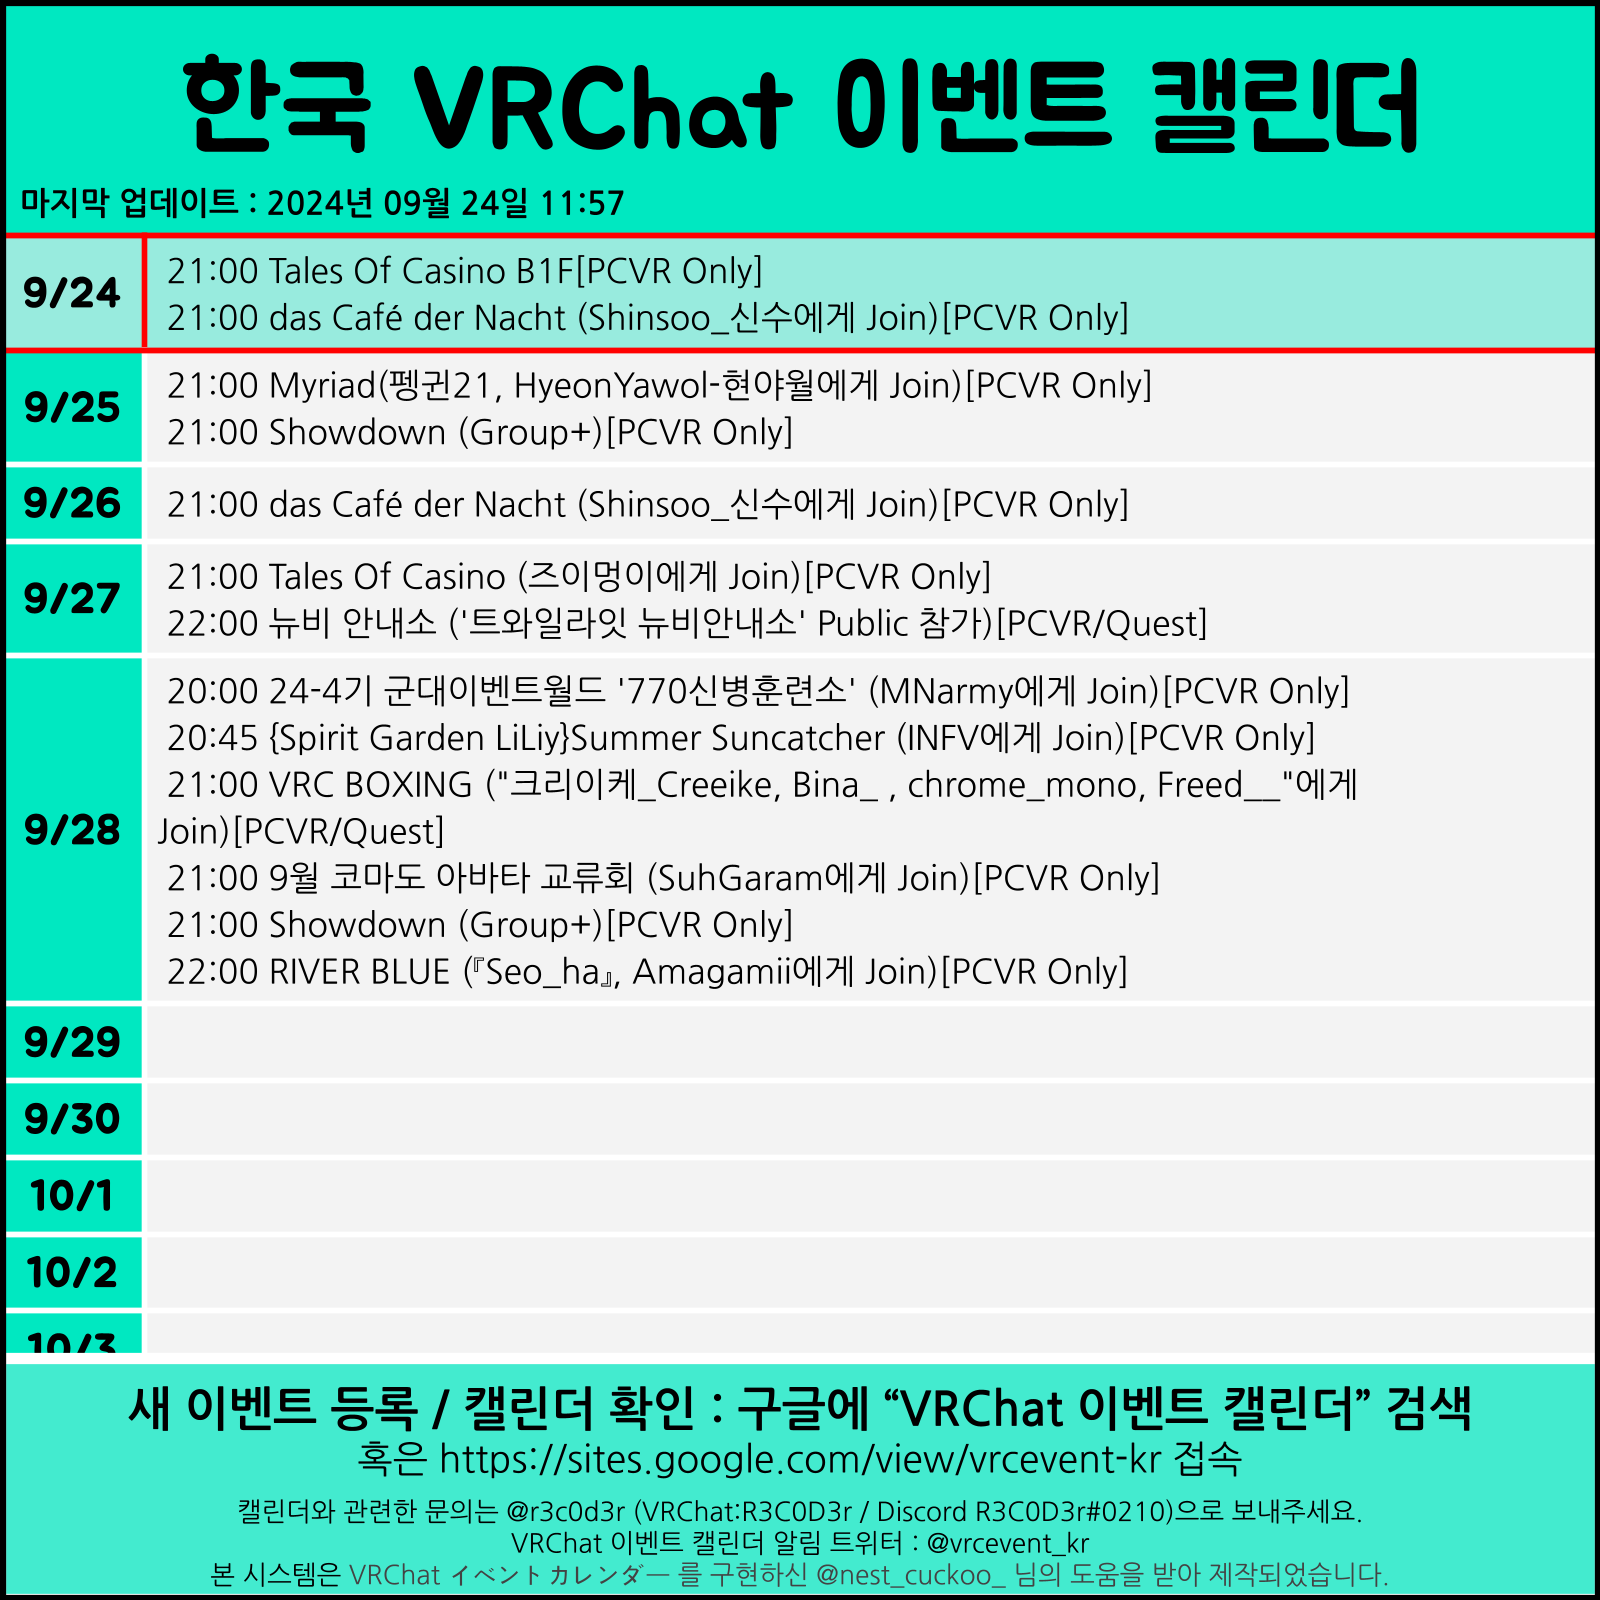 한국 VRChat 이벤트 캘린더
마지막 업데이트 : 2024년 09월 24일 11:57
9/24
21:00 Tales Of Casino B1F[PCVR Only]
21:00 das Café der Nacht (Shinsoo_신수에게 Join)[PCVR Only]
9/25
21:00 Myriad(펭귄21, HyeonYawol-현야월에게 Join)[PCVR Only]
21:00 Showdown (Group+)[PCVR Only]
9/26
21:00 das Café der Nacht (Shinsoo_신수에게 Join)[PCVR Only]
9/27
21:00 Tales Of Casino (즈이멍이에게 Join)[PCVR Only]
22:00 뉴비 안내소 ('트와일라잇 뉴비안내소' Public 참가)[PCVR/Quest]
9/28
20:00 24-4기 군대이벤트월드 '770신병훈련소' (MNarmy에게 Join)[PCVR Only]
20:45 {Spirit Garden LiLiy}Summer Suncatcher (INFV에게 Join)[PCVR Only]
21:00 VRC BOXING ("크리이케_Creeike, Bina_ , chrome_mono, Freed__"에게
Join)[PCVR/Quest]
21:00 9월 코마도 아바타 교류회 (SuhGaram에게 Join)[PCVR Only]
21:00 Showdown (Group+)[PCVR Only]
22:00 RIVER BLUE (『Seo_ha』, Amagamii에게 Join)[PCVR Only]
9/29
9/30
10/1
10/2
10/3
새 이벤트 등록 / 캘린더 확인 : 구글에 “VRChat 이벤트 캘린더” 검색
혹은 https://sites.google.com/view/vrcevent-kr 접속
캘린더와 관련한 문의는 @r3c0d3r (VRChat:R3C0D3r / Discord R3C0D3r#0210)으로 보내주세요.
VRChat 이벤트 캘린더 알림 트위터 : @vrcevent_kr
본 시스템은 VRChat イベントカレンダー 를 구현하신 @nest_cuckoo_ 님의 도움을 받아 제작되었습니다.